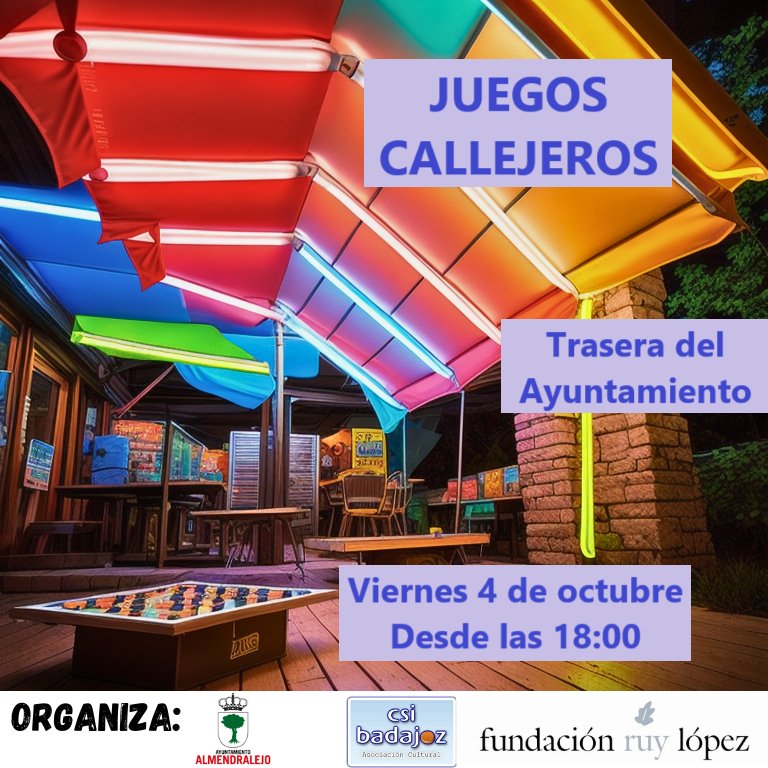 JUEGOS
CALLEJEROS
Trasera del
Ayuntamiento
Viernes 4 de octubre
Desde las 18:00
ORGANIZA:
AYUNTAMIENTO
ALMENDRALEJO
csi
badajoz
Asociación Cultural
fundación ruy lópez